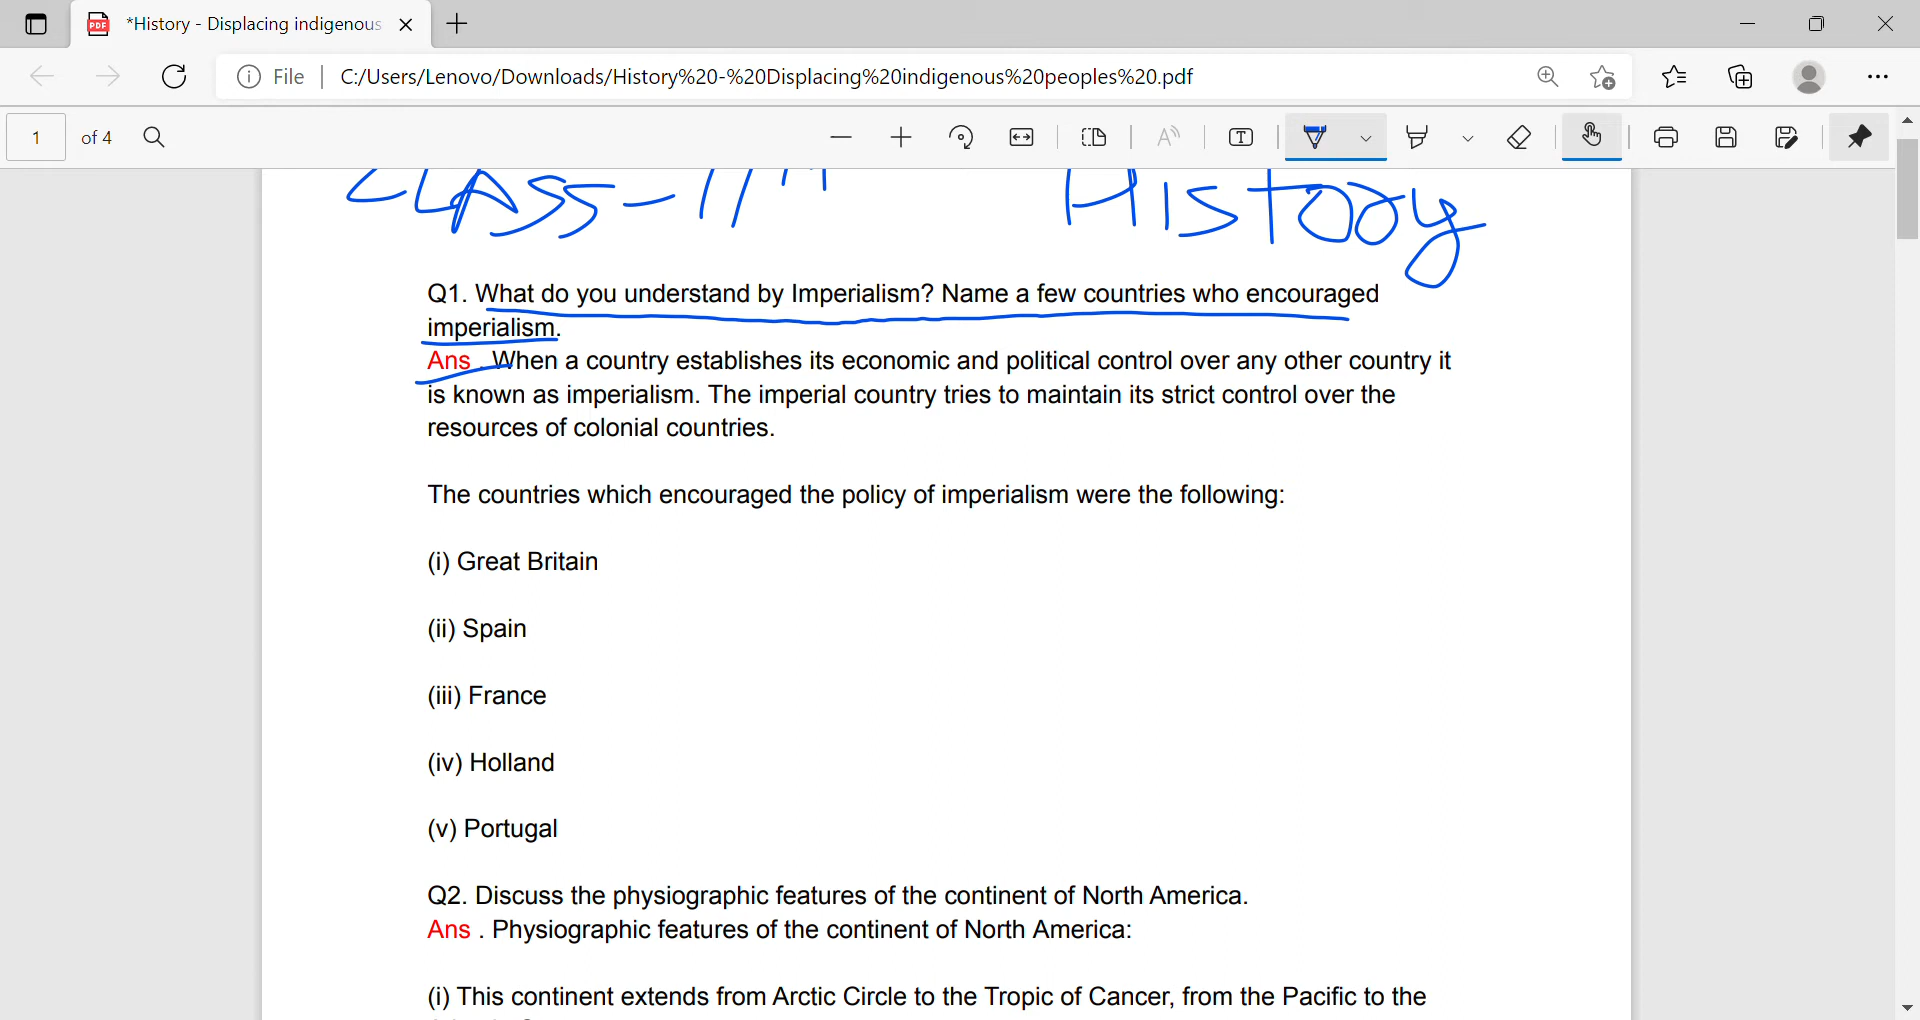 *History - Displacing indigenous
File
C:/Users/Lenovo/Downloads/History%20-%20Displacing%20indigenous%20peoples%20.pdf
1 of 4
CLASS-11TH HIsTory
Q1. What do you understand by Imperialism? Name a few countries who encouraged
imperialism.
Ans . When a country establishes its economic and political control over any other country it
is known as imperialism. The imperial country tries to maintain its strict control over the
resources of colonial countries.
The countries which encouraged the policy of imperialism were the following:
(i) Great Britain
(ii) Spain
(iii) France
(iv) Holland
(v) Portugal
Q2. Discuss the physiographic features of the continent of North America.
Ans . Physiographic features of the continent of North America:
(i) This continent extends from Arctic Circle to the Tropic of Cancer, from the Pacific to the